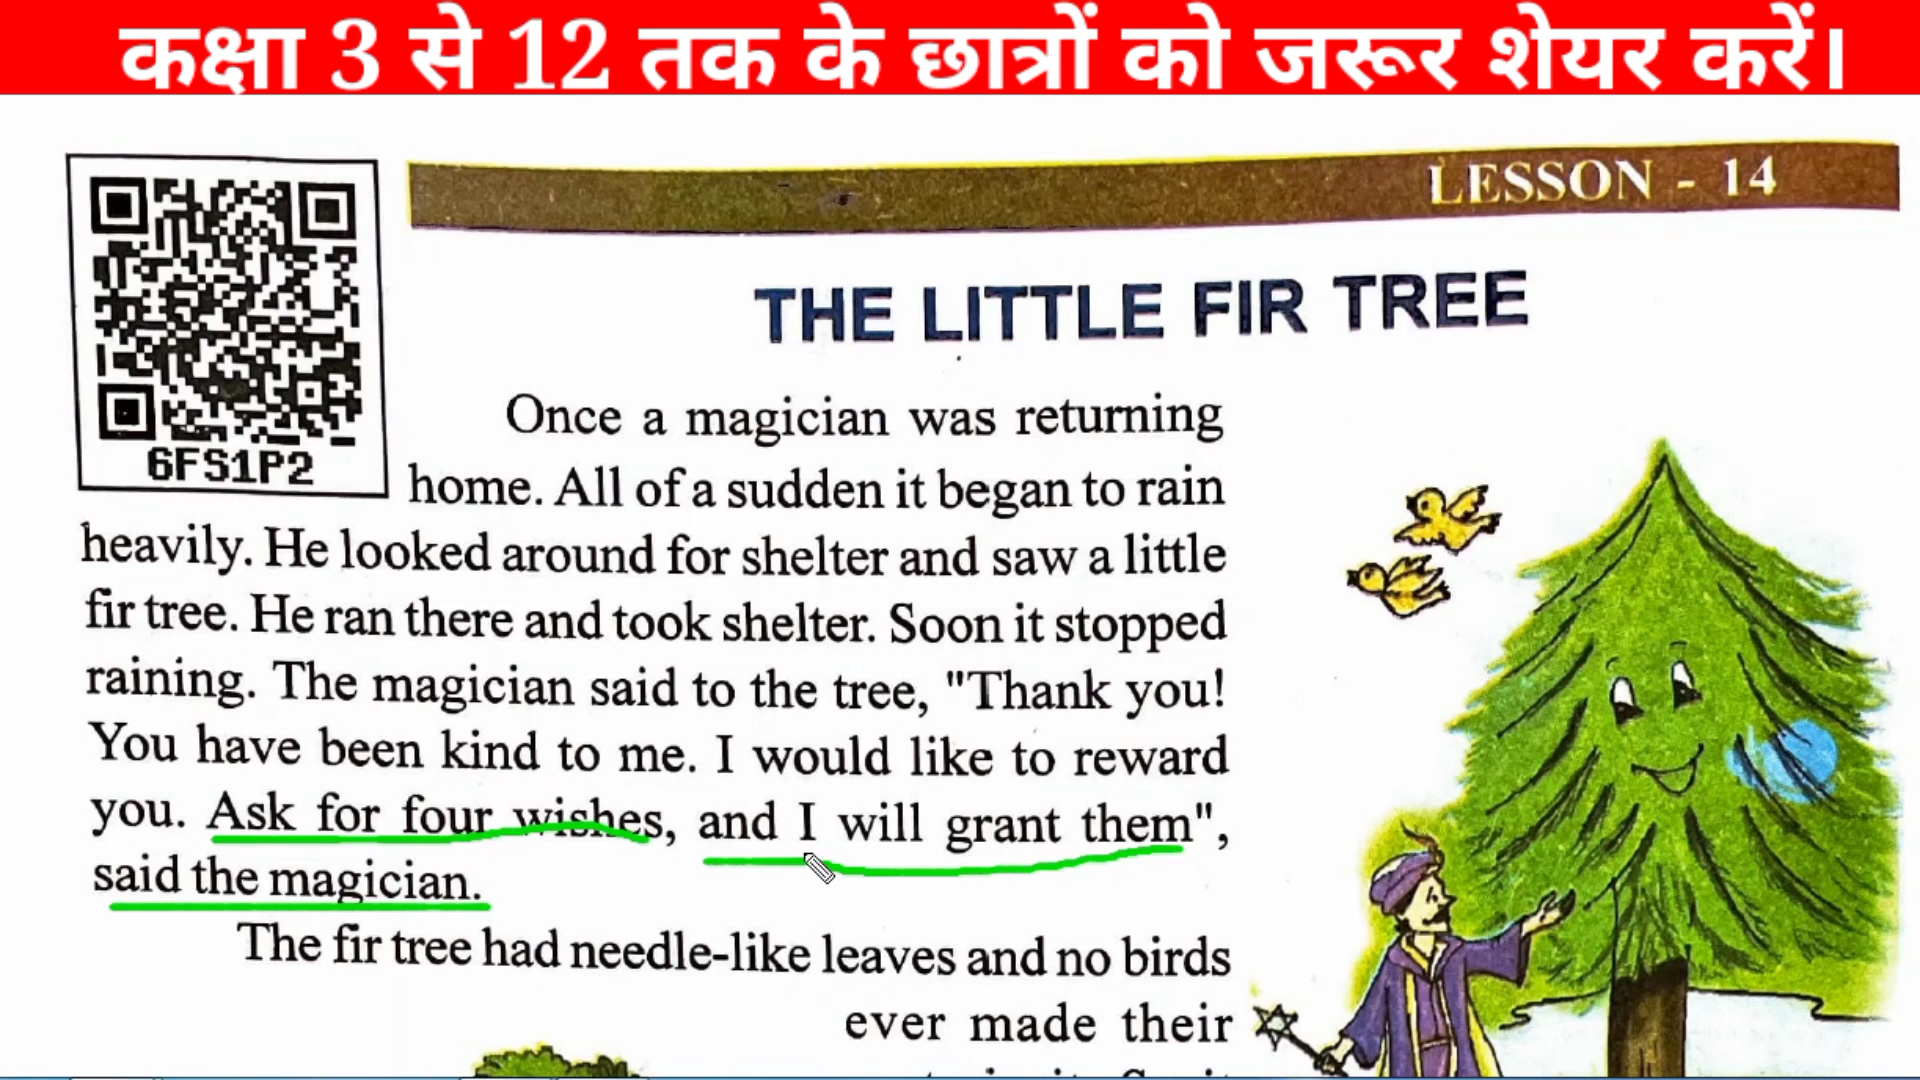 कक्षा 3 से 12 तक के छात्रों को जरूर शेयर करें।
LESSON - 14
6FS1P2
THE LITTLE FIR TREE
Once a magician was returning
home. All of a sudden it began to rain
heavily. He looked around for shelter and saw a little
fir tree. He ran there and took shelter. Soon it stopped
raining. The magician said to the tree, "Thank you!
You have been kind to me. I would like to reward
you. Ask for four wishes, and I will grant them",
said the magician.
The fir tree had needle-like leaves and no birds
ever made their